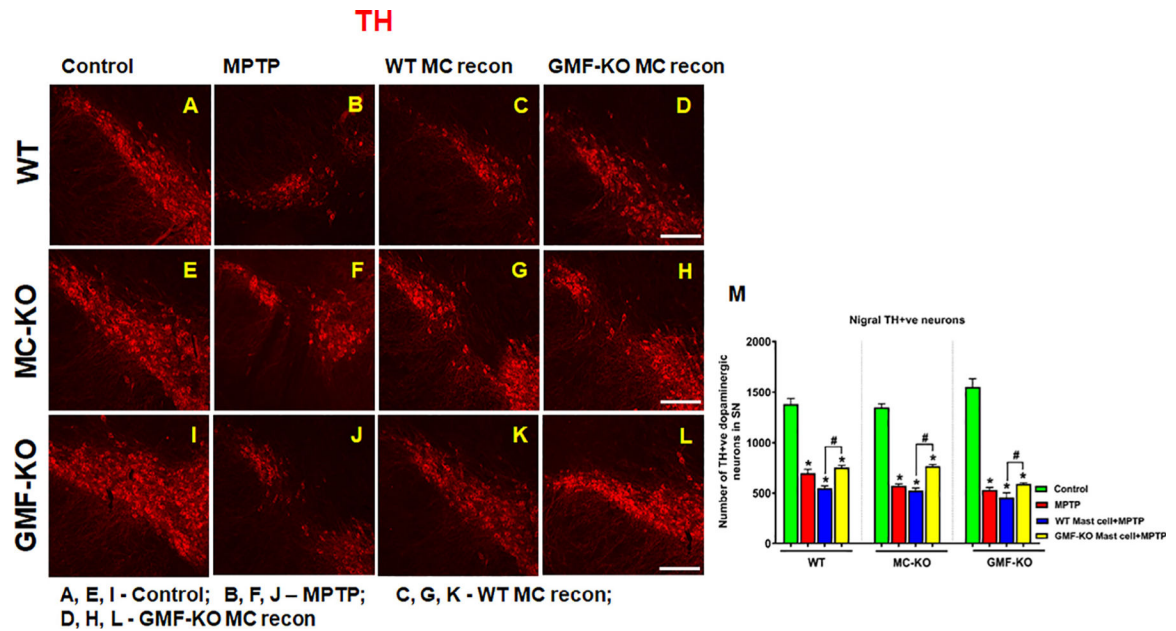 TH
Control MPTP WT MC recon GMF-KO MC recon
WT
A B C D
MC-KO
E F G H
GMF-KO
I J K L
A, E, I - Control; B, F, J – MPTP; C, G, K - WT MC recon;
D, H, L - GMF-KO MC recon
M
Nigral TH+ve neurons
Number of TH+ve dopaminergic
neurons in SN
2000
1500
1000
500
0
* * # *
* * # *
* * # *
WT MC-KO GMF-KO
Control
MPTP
WT Mast cell+MPTP
GMF-KO Mast cell+MPTP